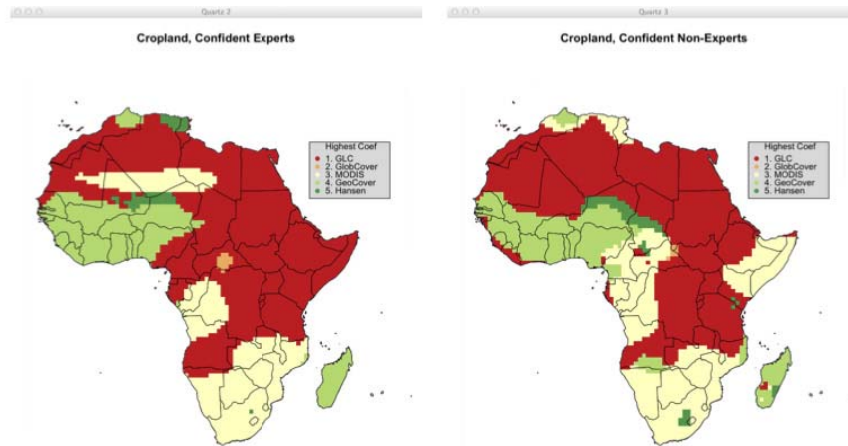 Quartz 2
Cropland, Confident Experts
Highest Coef
1. GLC
2. GlobCover
3. MODIS
4. GeoCover
5. Hansen
Quartz 3
Cropland, Confident Non-Experts
Highest Coef
1. GLC
2. GlobCover
3. MODIS
4. GeoCover
5. Hansen